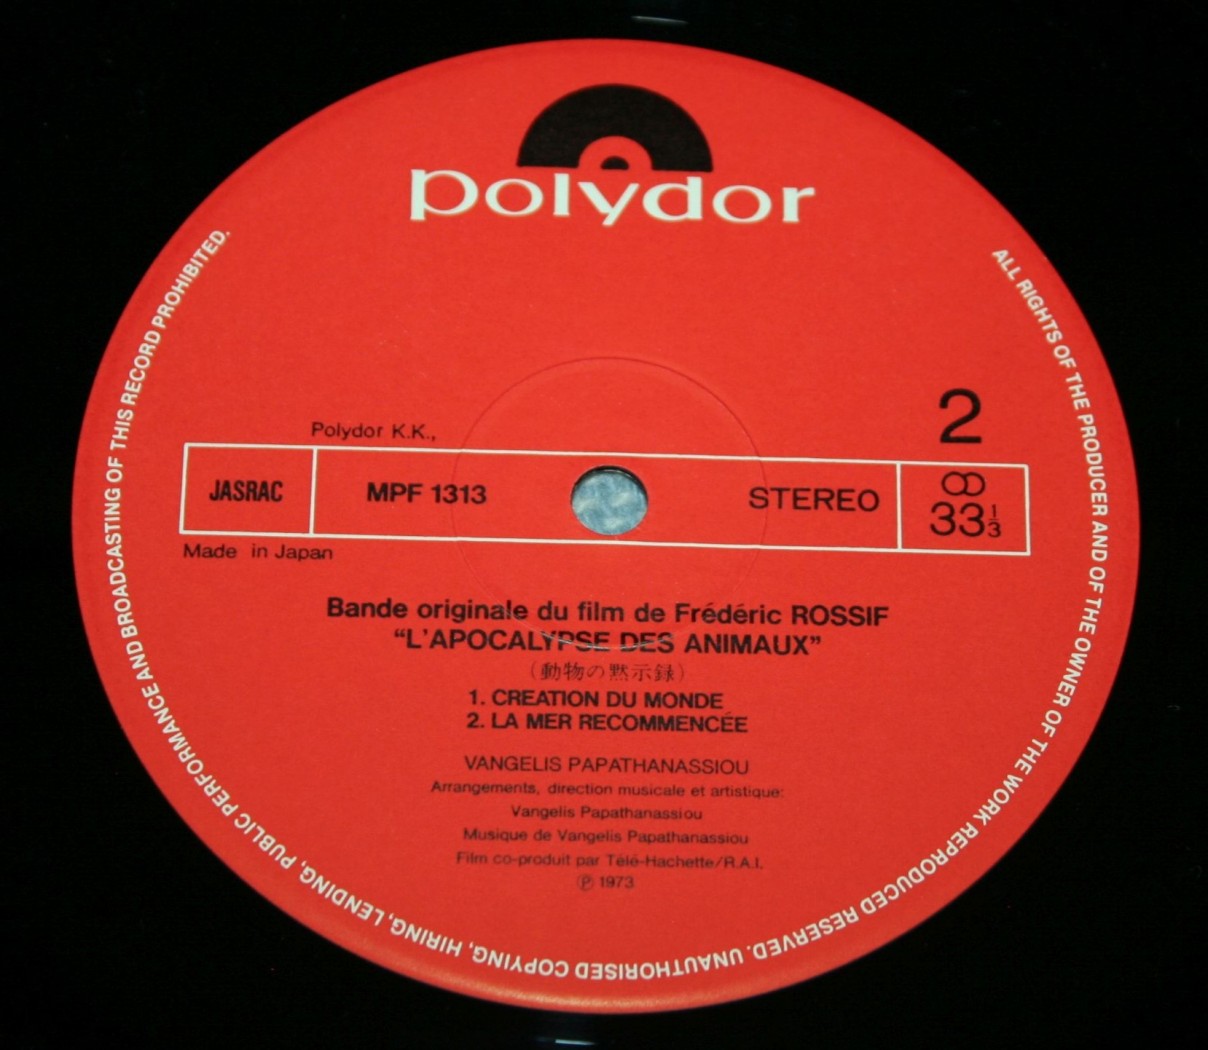 polydor
ALL RIGHTS OF THE PRODUCER AND OF THE OWNER OF THE WORK REPRODUCED RESERVED. UNAUTHORISED COPYING, HIRING, LENDING, PUBLIC PERFORMANCE AND BROADCASTING OF THIS RECORD PROHIBITED.
2
Polydor K.K.,
JASRAC MPF 1313 STEREO
33 1/3
Made in Japan
Bande originale du film de Frédéric ROSSIF
“L'APOCALYPSE DES ANIMAUX”
(動物の黙示録)
1. CREATION DU MONDE
2. LA MER RECOMMENCÉE
VANGELIS PAPATHANASSIOU
Arrangements, direction musicale et artistique:
Vangelis Papathanassiou
Musique de Vangelis Papathanassiou
Film co-produit par Télé-Hachette/R.A.I.
℗ 1973